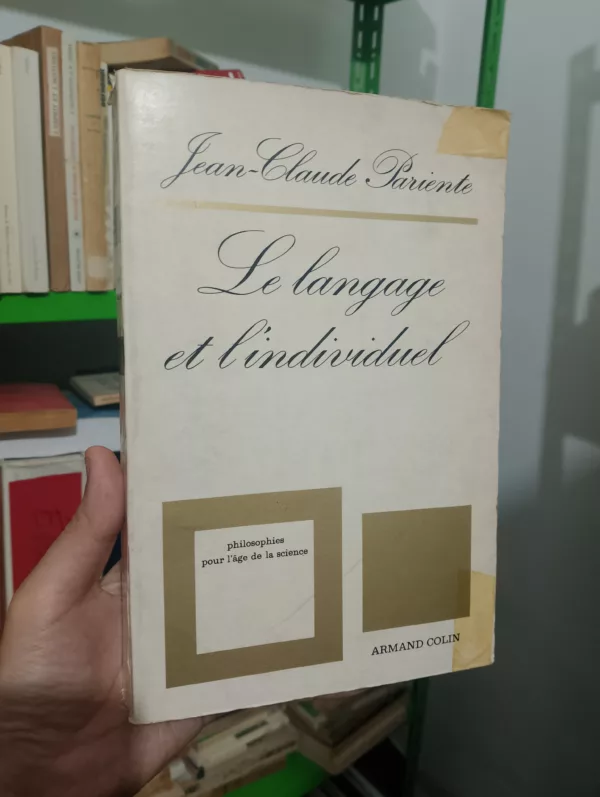 Jean-Claude Pariente
Le langage
et l'individuel
philosophies
pour l'âge de la science
ARMAND COLIN